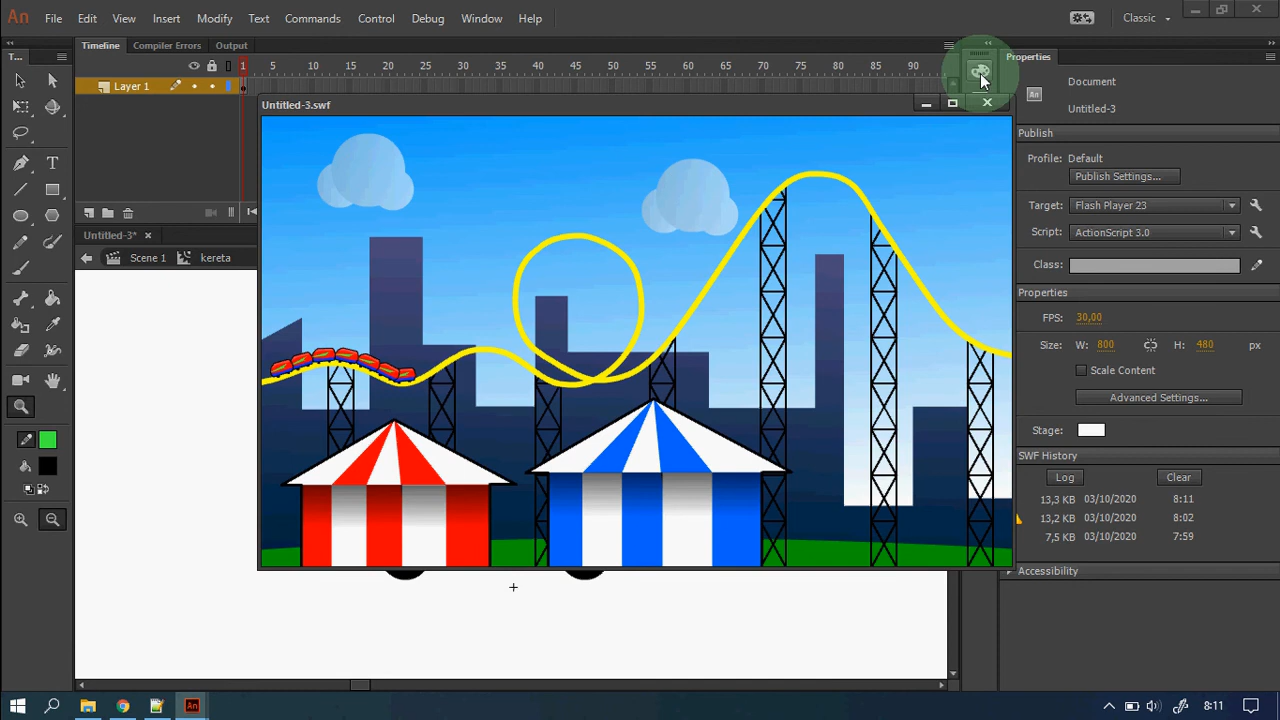 An File Edit View Insert Modify Text Commands Control Debug Window Help Classic
Timeline Compiler Errors Output
T... 1 5 10 15 20 25 30 35 40 45 50 55 60 65 70 75 80 85 90
Layer 1
Untitled-3.swf
Untitled-3*
Scene 1 kereta
T
Properties
Document
An
Untitled-3
Publish
Profile: Default
Publish Settings...
Target: Flash Player 23
Script: ActionScript 3.0
Class:
Properties
FPS: 30,00
Size: W: 800 H: 480 px
Scale Content
Advanced Settings...
Stage:
SWF History
Log Clear
13,3 KB 03/10/2020 8:11
13,2 KB 03/10/2020 8:02
7,5 KB 03/10/2020 7:59
Accessibility
An 8:11